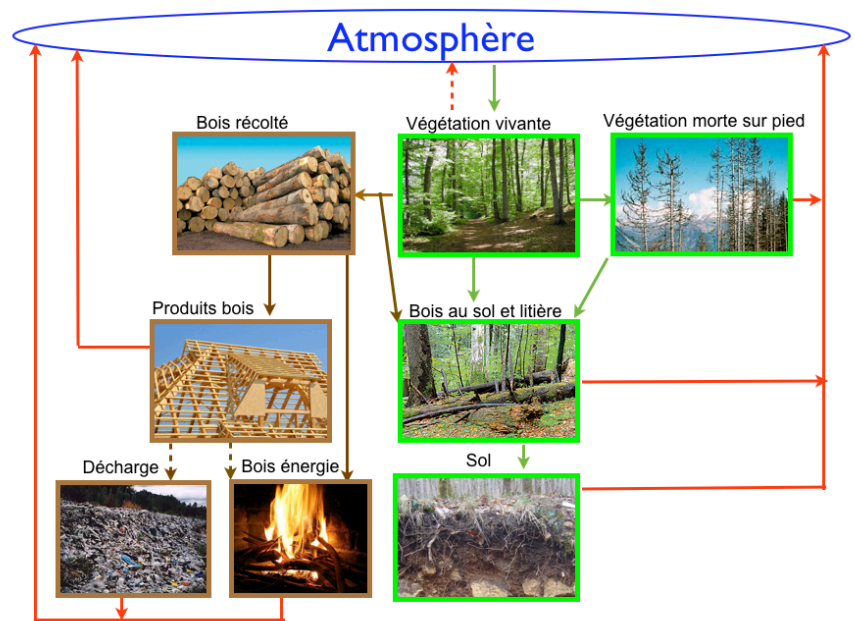 Atmosphère
Bois récolté
Végétation vivante
Végétation morte sur pied
Produits bois
Bois au sol et litière
Décharge
Bois énergie
Sol